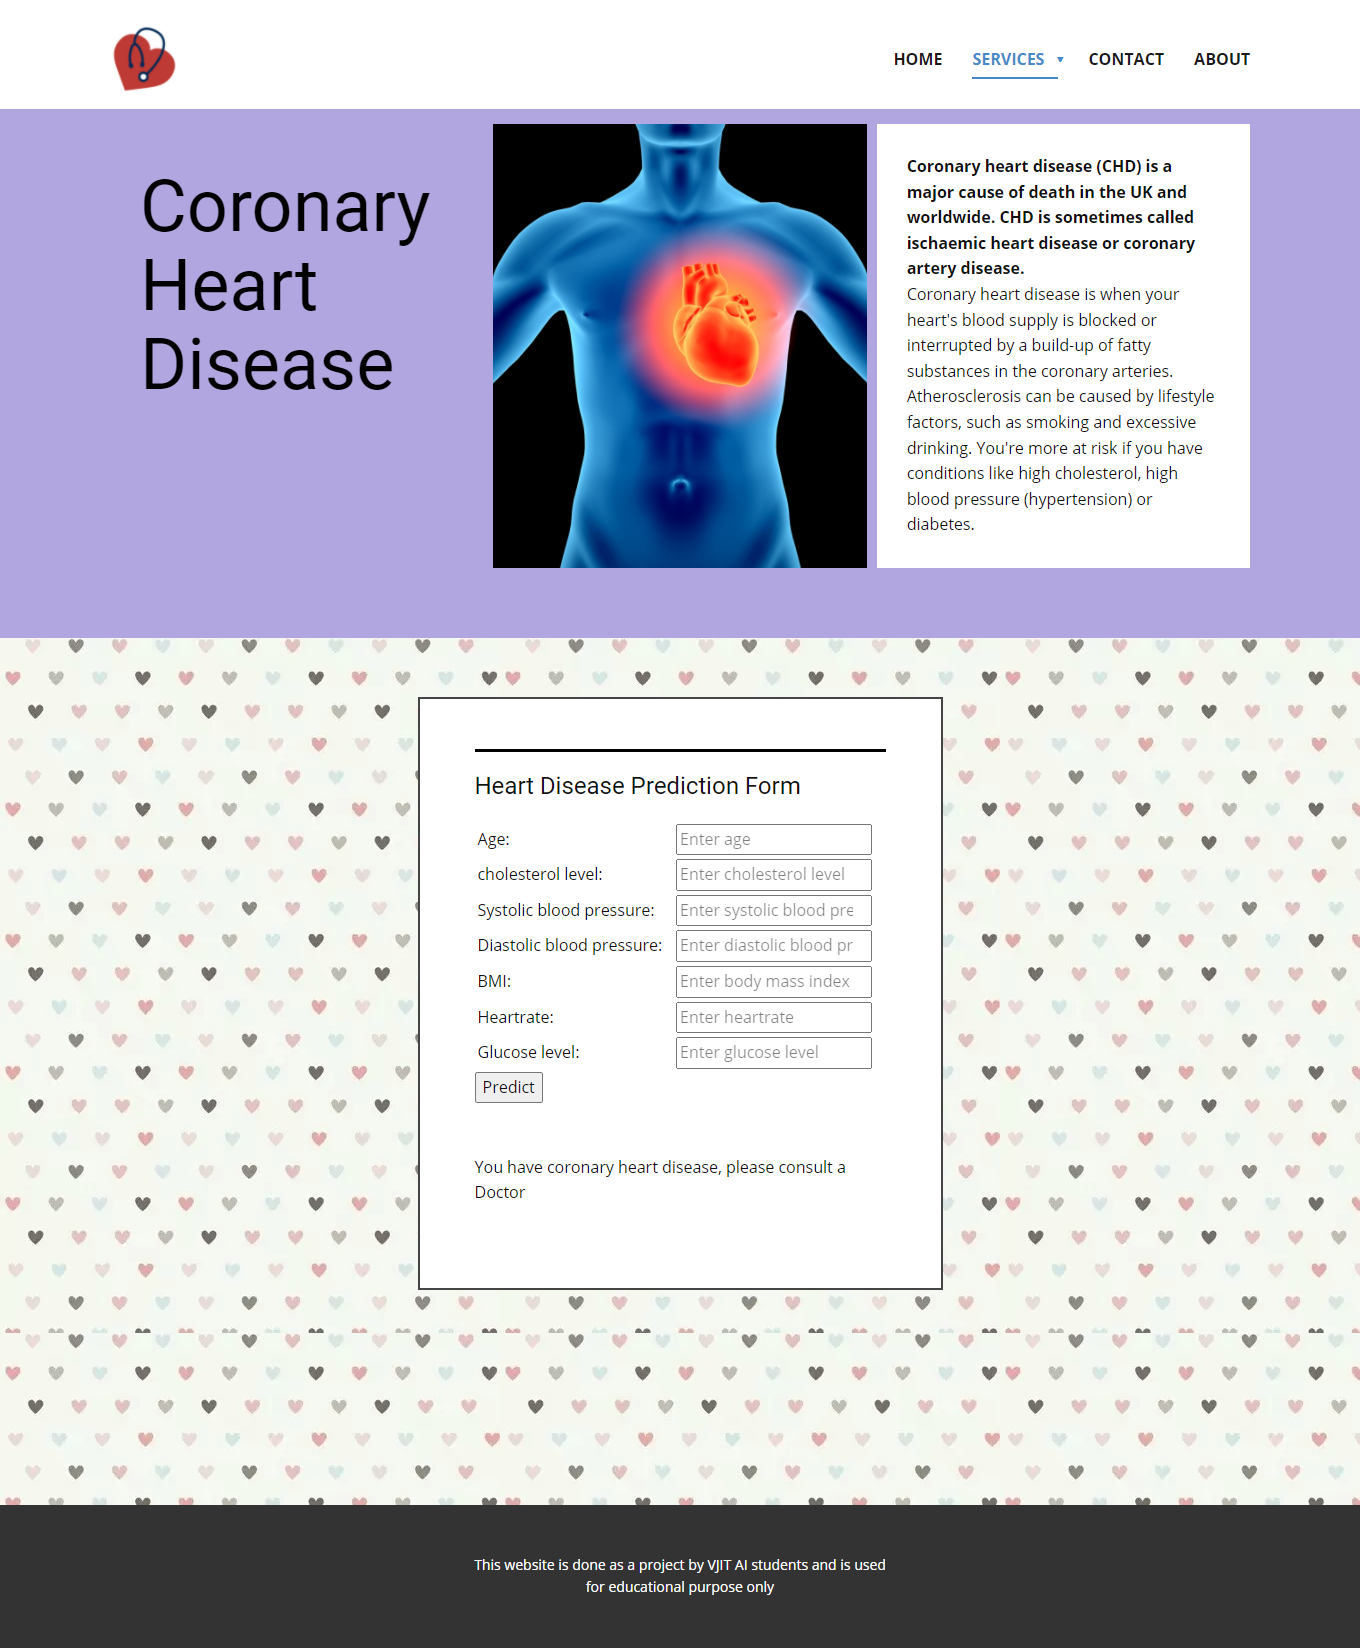 HOME
SERVICES
CONTACT
ABOUT
Coronary
Heart
Disease
Coronary heart disease (CHD) is a
major cause of death in the UK and
worldwide. CHD is sometimes called
ischaemic heart disease or coronary
artery disease.
Coronary heart disease is when your
heart's blood supply is blocked or
interrupted by a build-up of fatty
substances in the coronary arteries.
Atherosclerosis can be caused by lifestyle
factors, such as smoking and excessive
drinking. You're more at risk if you have
conditions like high cholesterol, high
blood pressure (hypertension) or
diabetes.
Heart Disease Prediction Form
Age: Enter age
cholesterol level: Enter cholesterol level
Systolic blood pressure: Enter systolic blood pre
Diastolic blood pressure: Enter diastolic blood pr
BMI: Enter body mass index
Heartrate: Enter heartrate
Glucose level: Enter glucose level
Predict
You have coronary heart disease, please consult a
Doctor
This website is done as a project by VJIT AI students and is used
for educational purpose only